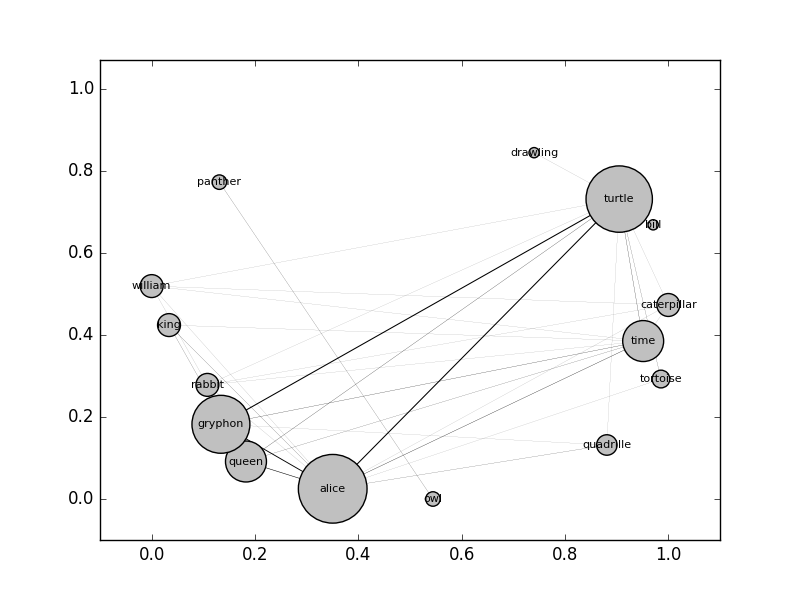 1.0
0.8
0.6
0.4
0.2
0.0
drawling
panther
turtle
bill
william
caterpillar
king
time
tortoise
rabbit
gryphon
quadrille
queen
alice
owl
0.0
0.2
0.4
0.6
0.8
1.0